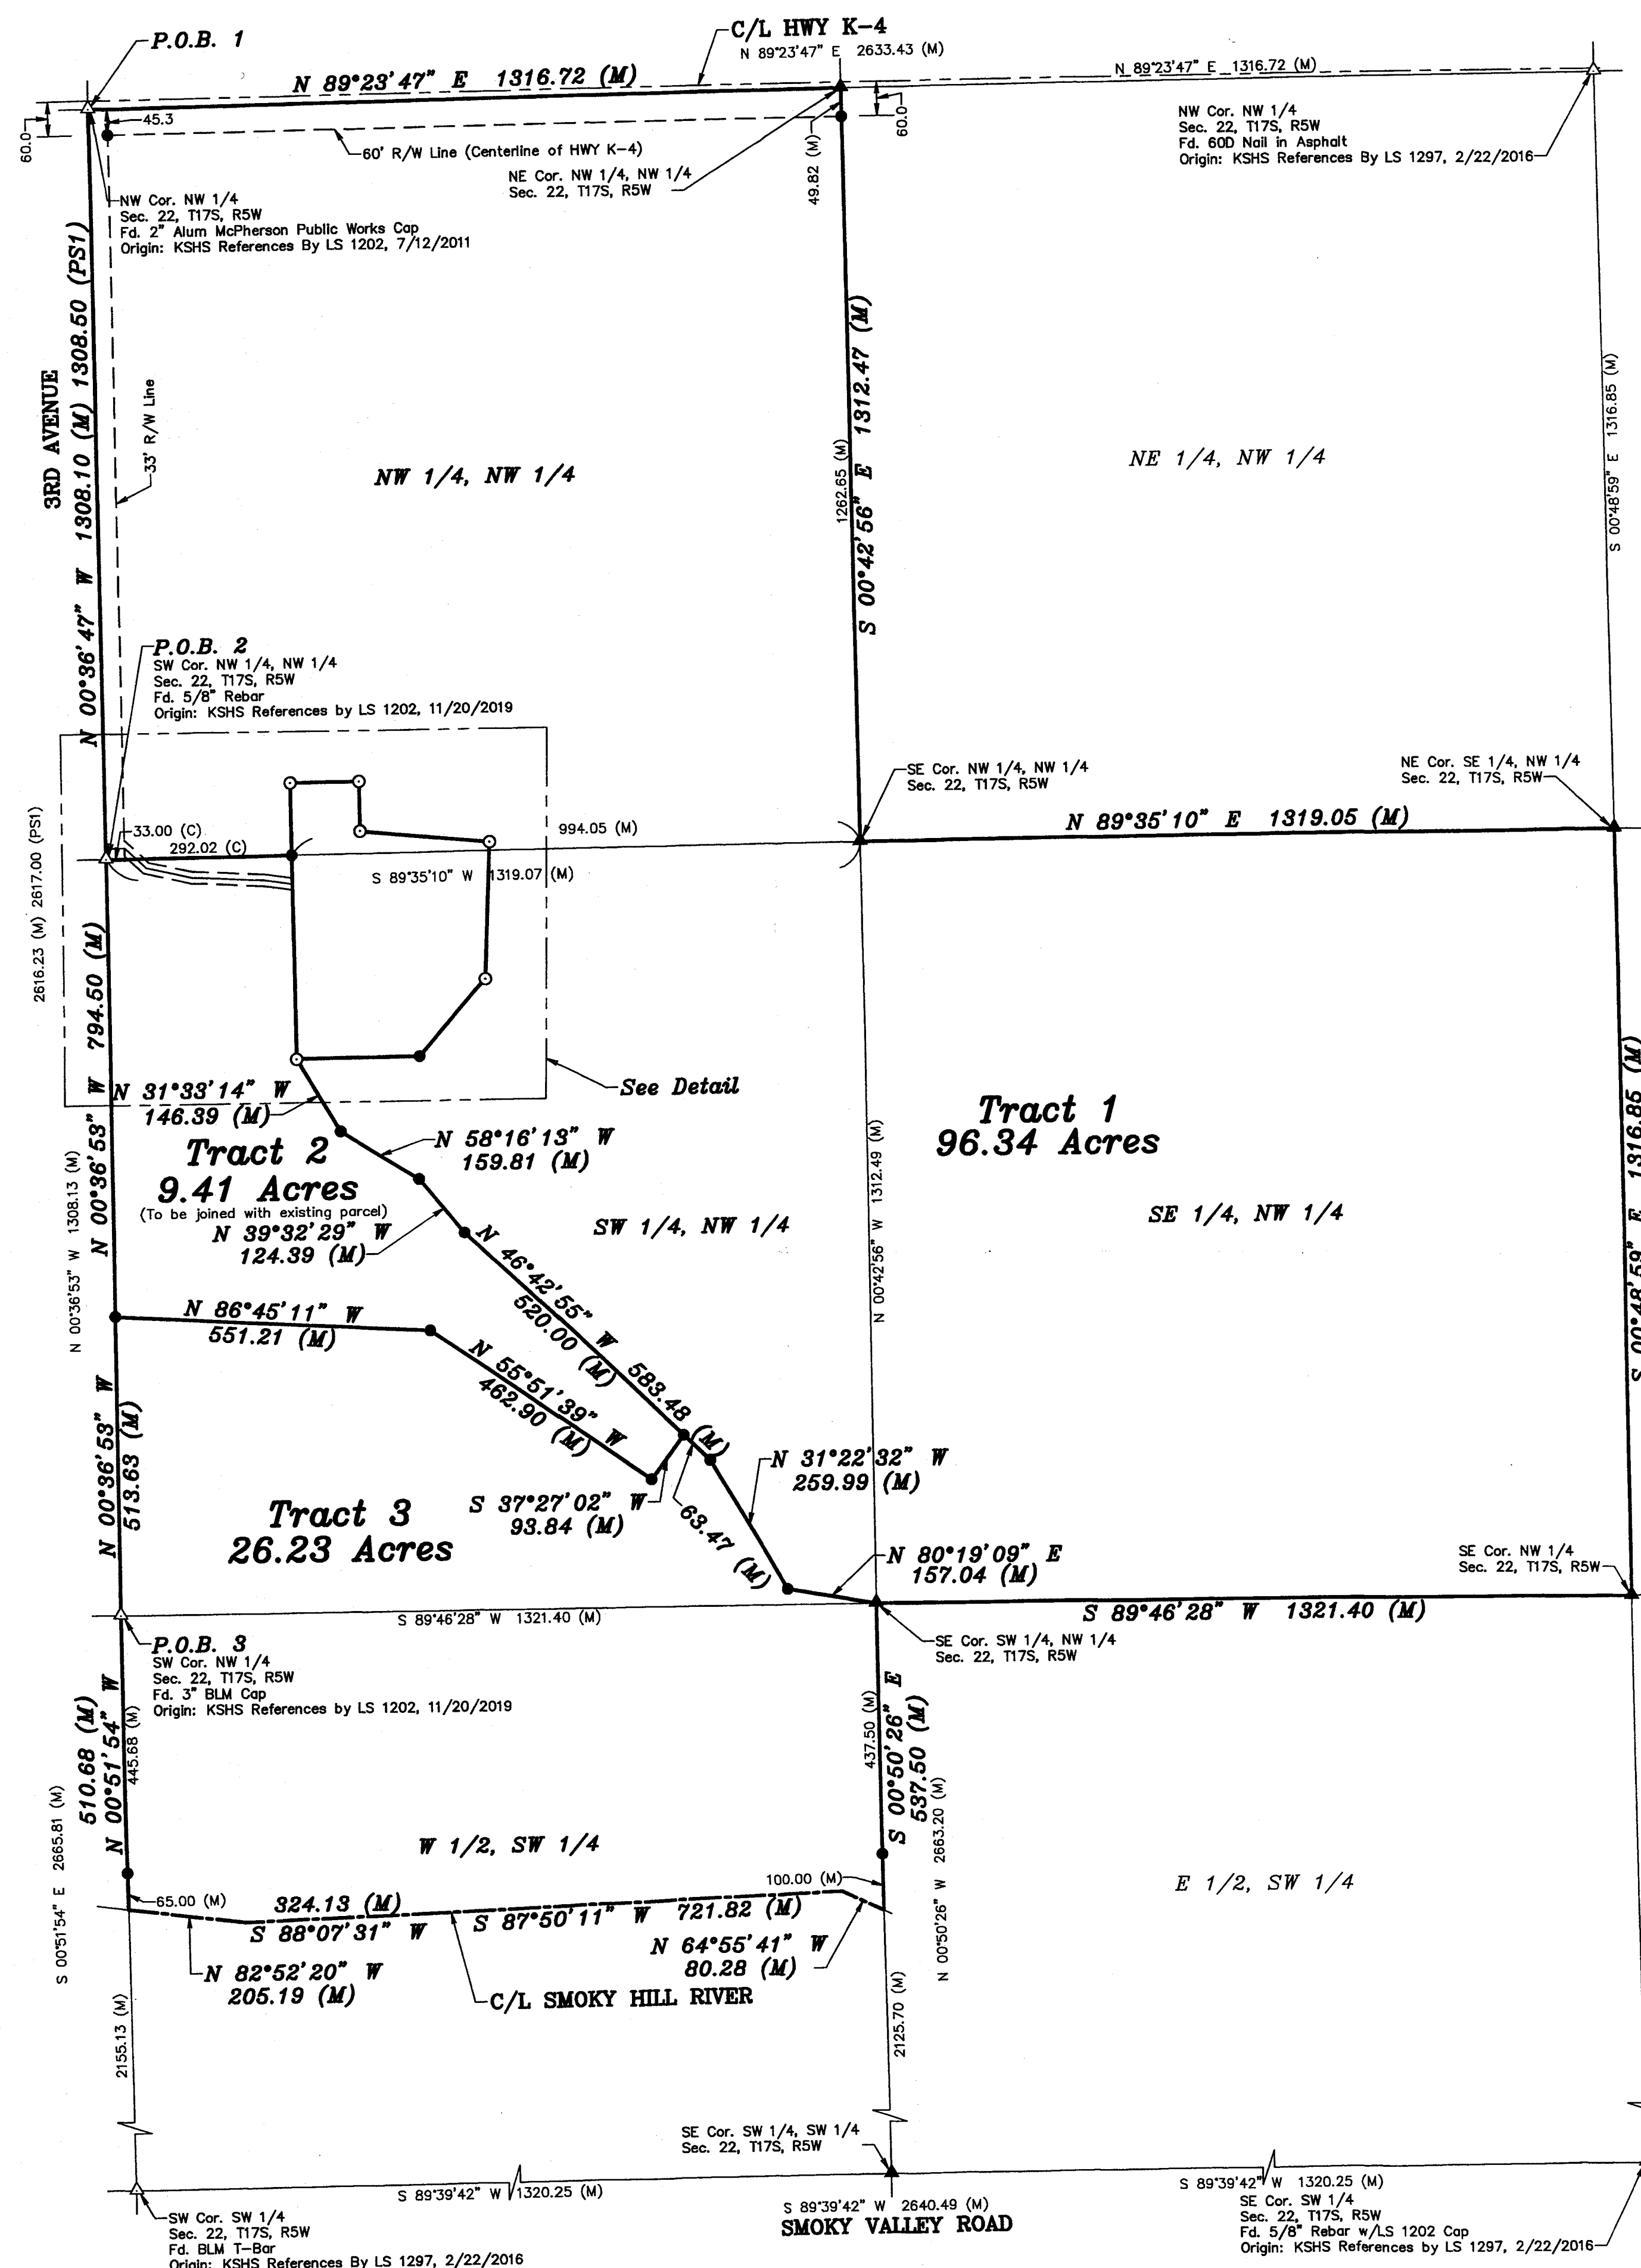 P.O.B. 1
C/L HWY K-4
N 89°23'47" E 2633.43 (M)
N 89°23'47" E 1316.72 (M)
N 89°23'47" E 1316.72 (M)
60.0
45.3
60' R/W Line (Centerline of HWY K-4)
60.0
49.82 (M)
NE Cor. NW 1/4, NW 1/4
Sec. 22, T17S, R5W
NW Cor. NW 1/4
Sec. 22, T17S, R5W
Fd. 60D Nail in Asphalt
Origin: KSHS References By LS 1297, 2/22/2016
NW Cor. NW 1/4
Sec. 22, T17S, R5W
Fd. 2" Alum McPherson Public Works Cap
Origin: KSHS References By LS 1202, 7/12/2011
3RD AVENUE
N 00°36'47" W 1308.10 (M) 1308.50 (PS1)
33' R/W Line
NW 1/4, NW 1/4
1262.65 (M)
S 00°42'56" E 1312.47 (M)
NE 1/4, NW 1/4
S 00°48'59" E 1316.85 (M)
P.O.B. 2
SW Cor. NW 1/4, NW 1/4
Sec. 22, T17S, R5W
Fd. 5/8" Rebar
Origin: KSHS References by LS 1202, 11/20/2019
SE Cor. NW 1/4, NW 1/4
Sec. 22, T17S, R5W
NE Cor. SE 1/4, NW 1/4
Sec. 22, T17S, R5W
N 89°35'10" E 1319.05 (M)
33.00 (C)
292.02 (C)
994.05 (M)
S 89°35'10" W 1319.07 (M)
2616.23 (M) 2617.00 (PS1)
N 00°36'53" W 794.50 (M)
N 00°36'53" W 1308.13 (M)
See Detail
N 31°33'14" W
146.39 (M)
Tract 2
9.41 Acres
(To be joined with existing parcel)
N 58°16'13" W
159.81 (M)
N 39°32'29" W
124.39 (M)
SW 1/4, NW 1/4
Tract 1
96.34 Acres
N 00°42'56" W 1312.49 (M)
SE 1/4, NW 1/4
S 00°48'59" E 1316.85 (M)
N 46°42'55" W 583.48 (M)
520.00 (M)
N 86°45'11" W
551.21 (M)
N 55°51'39" W
462.90 (M)
N 00°36'53" W
513.63 (M)
Tract 3
26.23 Acres
S 37°27'02" W
93.84 (M)
63.47 (M)
N 31°22'32" W
259.99 (M)
N 80°19'09" E
157.04 (M)
SE Cor. NW 1/4
Sec. 22, T17S, R5W
S 89°46'28" W 1321.40 (M)
S 89°46'28" W 1321.40 (M)
P.O.B. 3
SW Cor. NW 1/4
Sec. 22, T17S, R5W
Fd. 3" BLM Cap
Origin: KSHS References by LS 1202, 11/20/2019
SE Cor. SW 1/4, NW 1/4
Sec. 22, T17S, R5W
510.68 (M)
N 00°51'54" W
445.68 (M)
S 00°51'54" E 2665.81 (M)
437.50 (M)
S 00°50'26" E
537.50 (M)
N 00°50'26" W 2663.20 (M)
W 1/2, SW 1/4
E 1/2, SW 1/4
65.00 (M)
324.13 (M)
S 88°07'31" W
S 87°50'11" W 721.82 (M)
100.00 (M)
N 64°55'41" W
80.28 (M)
N 82°52'20" W
205.19 (M)
C/L SMOKY HILL RIVER
2155.13 (M)
2125.70 (M)
SE Cor. SW 1/4, SW 1/4
Sec. 22, T17S, R5W
S 89°39'42" W 1320.25 (M)
S 89°39'42" W 1320.25 (M)
S 89°39'42" W 2640.49 (M)
SMOKY VALLEY ROAD
SW Cor. SW 1/4
Sec. 22, T17S, R5W
Fd. BLM T-Bar
Origin: KSHS References By LS 1297, 2/22/2016
SE Cor. SW 1/4
Sec. 22, T17S, R5W
Fd. 5/8" Rebar w/LS 1202 Cap
Origin: KSHS References By LS 1297, 2/22/2016